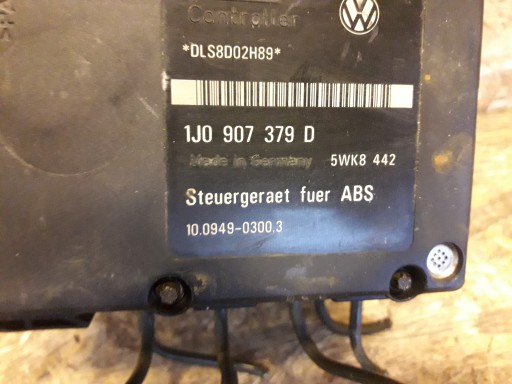 Controller
*DLS8D02H89*
1J0 907 379 D
Made in Germany 5WK8 442
Steuergeraet fuer ABS
10.0949-0300.3